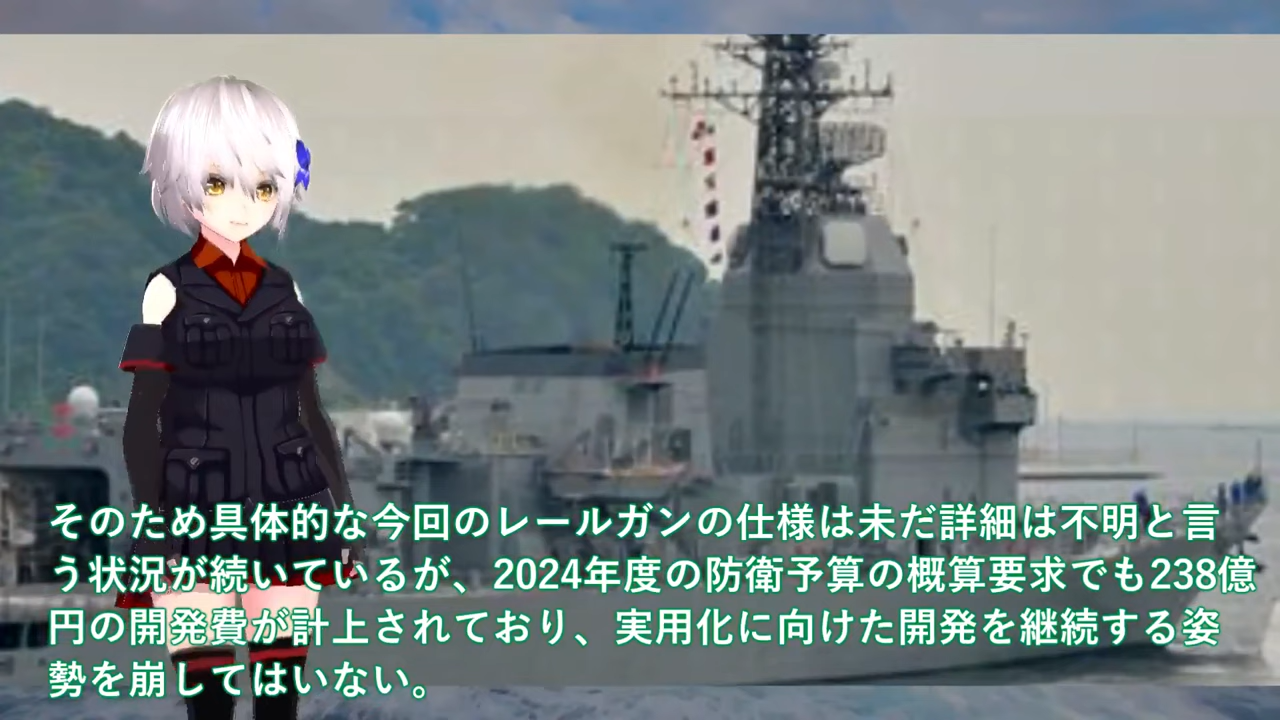 そのため具体的な今回のレールガンの仕様は未だ詳細は不明と言
う状況が続いているが、2024年度の防衛予算の概算要求でも238億
円の開発費が計上されており、実用化に向けた開発を継続する姿
勢を崩してはいない。